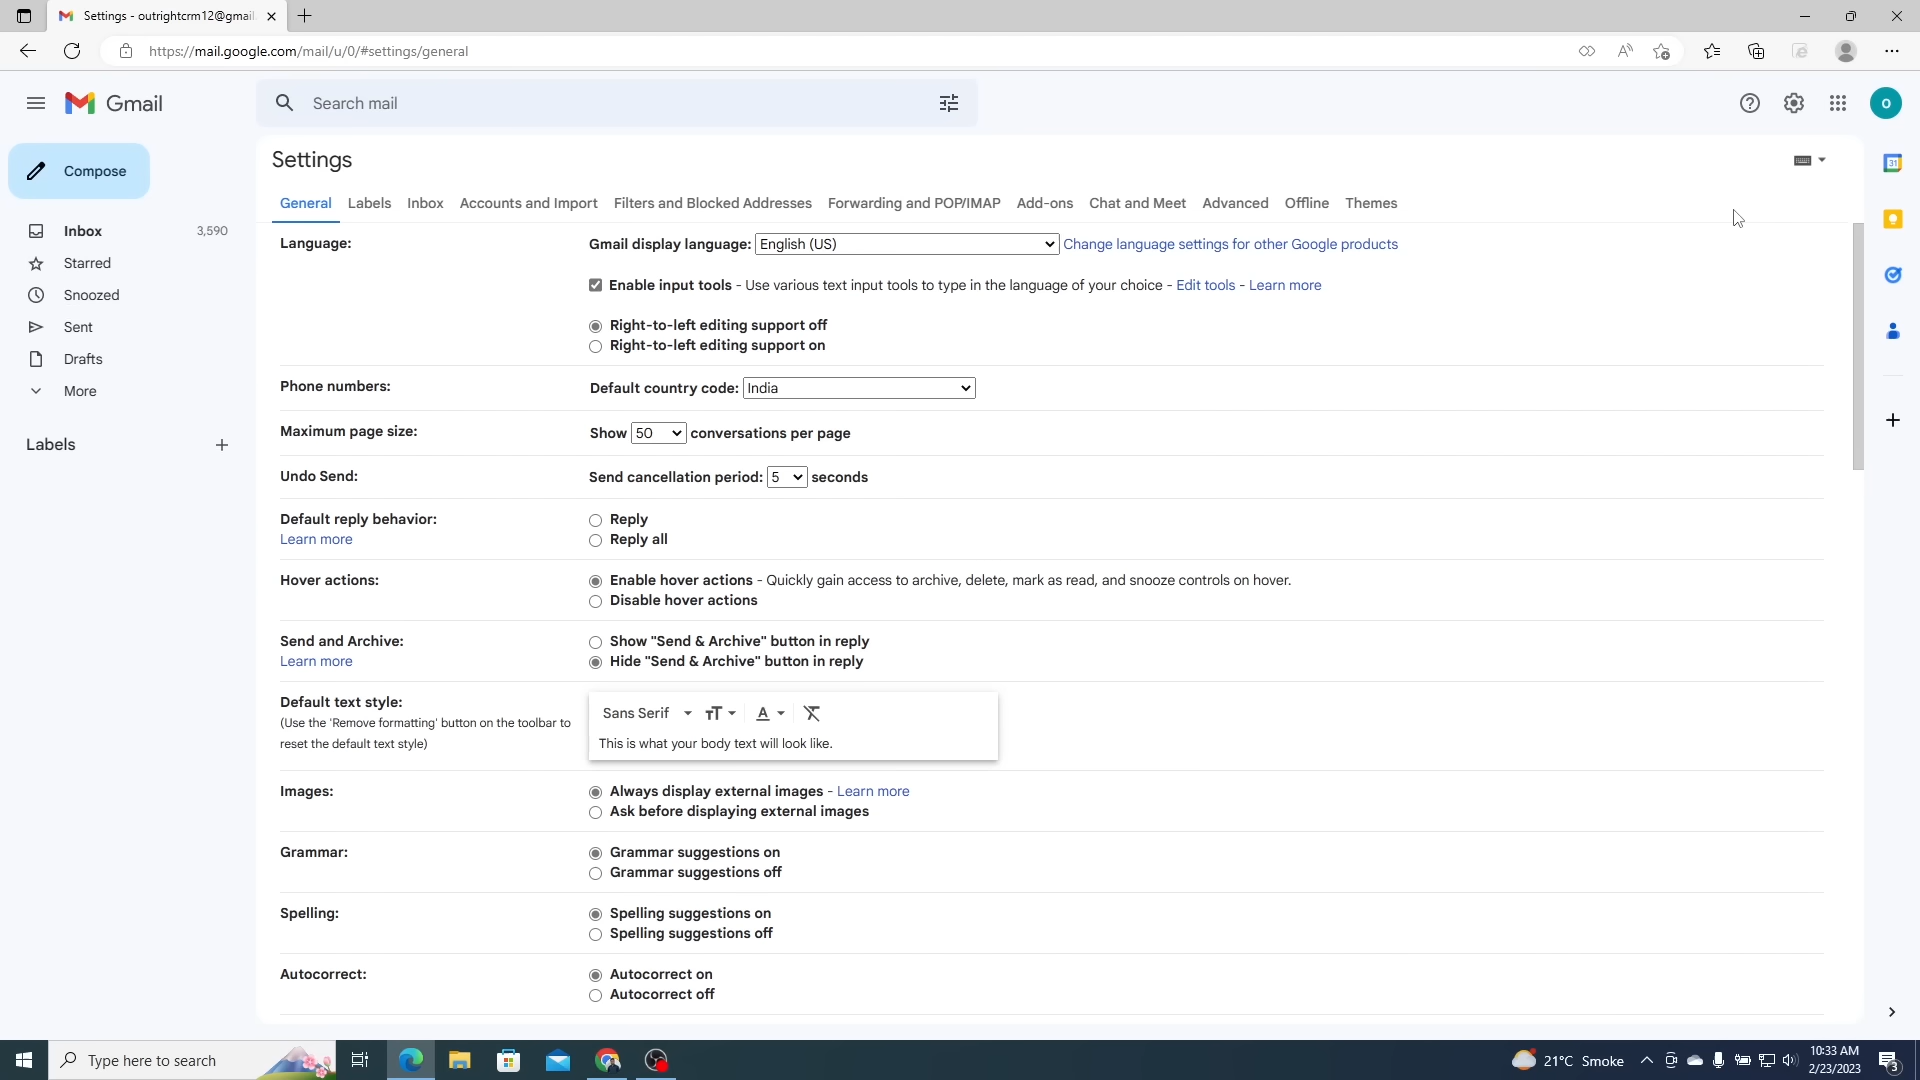 Settings - outrightcrm12@gmail.
https://mail.google.com/mail/u/0/#settings/general
Gmail
Search mail
O
Compose
Inbox 3,590
Starred
Snoozed
Sent
Drafts
More
Labels
Settings
General Labels Inbox Accounts and Import Filters and Blocked Addresses Forwarding and POP/IMAP Add-ons Chat and Meet Advanced Offline Themes
Language: Gmail display language: English (US) Change language settings for other Google products
Enable input tools - Use various text input tools to type in the language of your choice - Edit tools - Learn more
Right-to-left editing support off
Right-to-left editing support on
Phone numbers: Default country code: India
Maximum page size: Show 50 conversations per page
Undo Send: Send cancellation period: 5 seconds
Default reply behavior: Reply
Learn more Reply all
Hover actions: Enable hover actions - Quickly gain access to archive, delete, mark as read, and snooze controls on hover.
Disable hover actions
Send and Archive: Show "Send & Archive" button in reply
Learn more Hide "Send & Archive" button in reply
Default text style:
(Use the 'Remove formatting' button on the toolbar to
reset the default text style)
Sans Serif
This is what your body text will look like.
Images: Always display external images - Learn more
Ask before displaying external images
Grammar: Grammar suggestions on
Grammar suggestions off
Spelling: Spelling suggestions on
Spelling suggestions off
Autocorrect: Autocorrect on
Autocorrect off
31
Type here to search
21°C Smoke
10:33 AM
2/23/2023
3